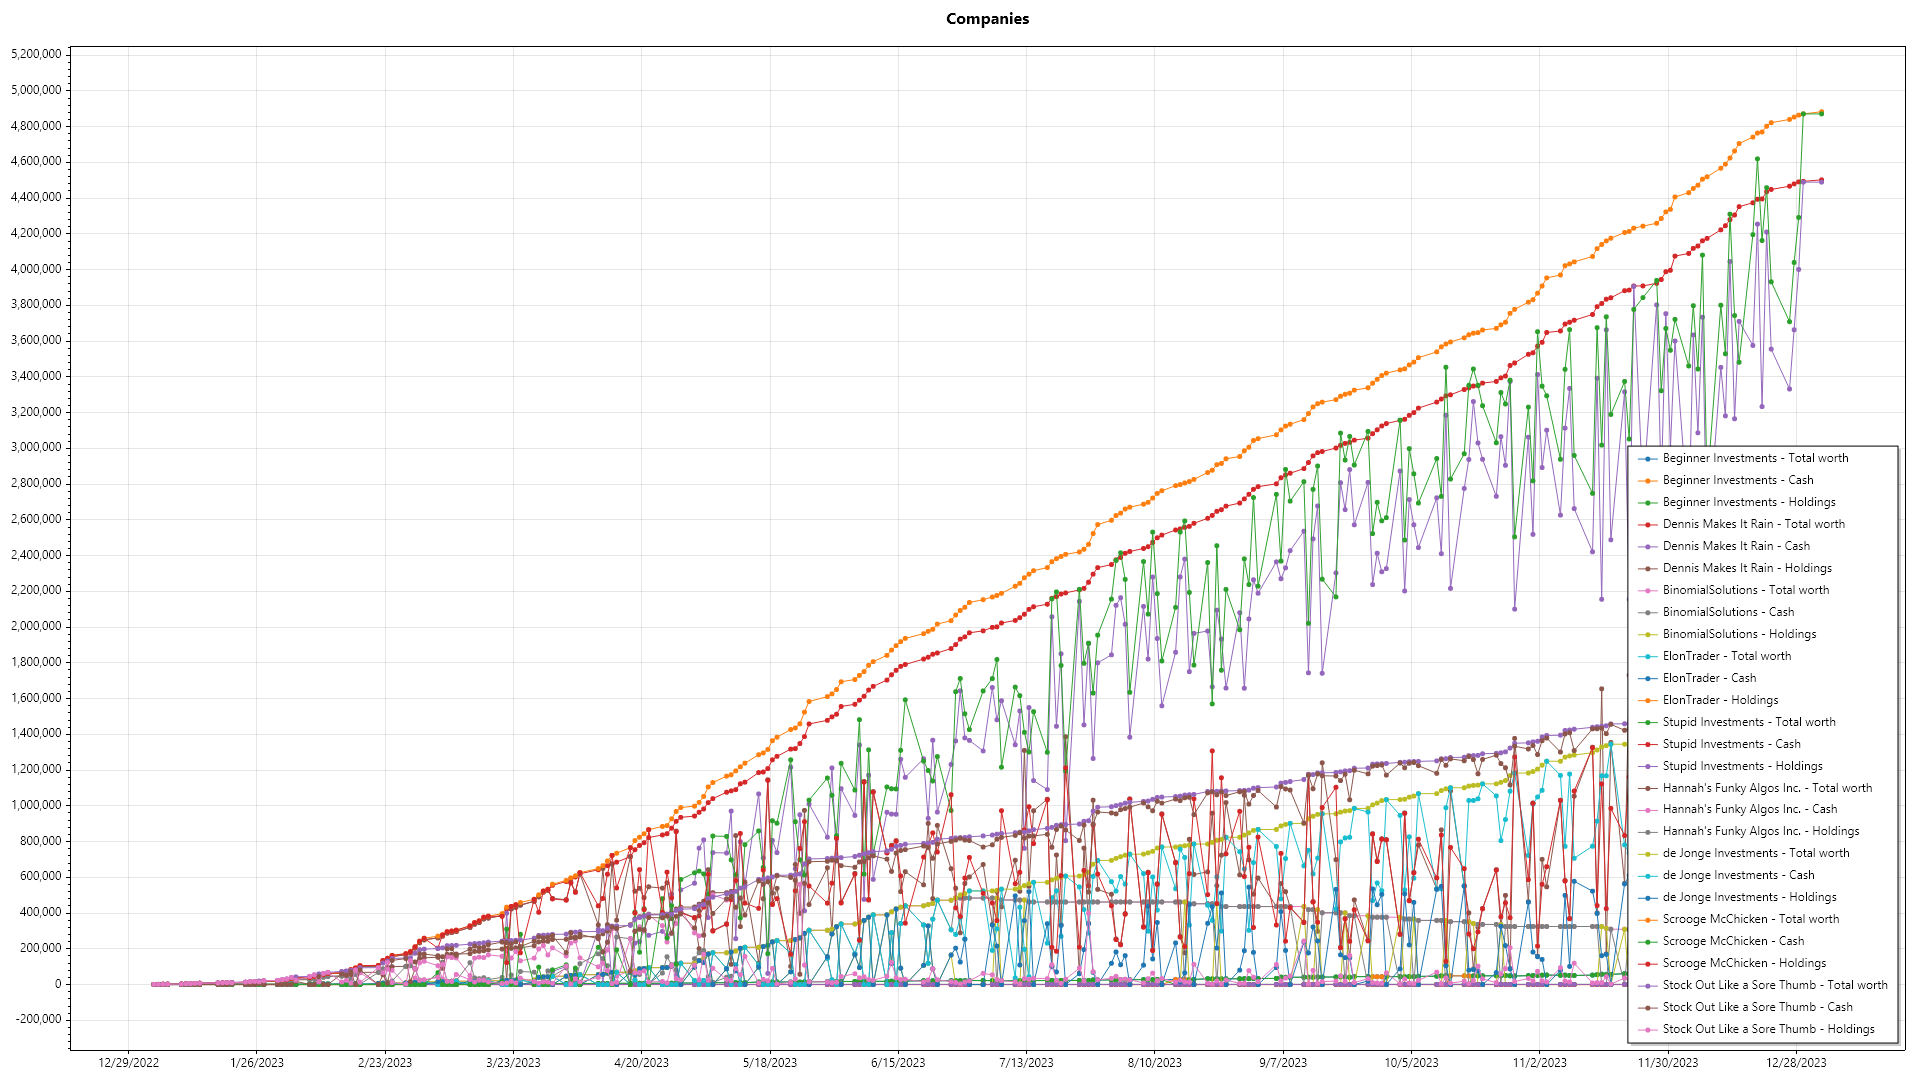 Companies
5,200,000
5,000,000
4,800,000
4,600,000
4,400,000
4,200,000
4,000,000
3,800,000
3,600,000
3,400,000
3,200,000
3,000,000
2,800,000
2,600,000
2,400,000
2,200,000
2,000,000
1,800,000
1,600,000
1,400,000
1,200,000
1,000,000
800,000
600,000
400,000
200,000
0
-200,000
12/29/2022
1/26/2023
2/23/2023
3/23/2023
4/20/2023
5/18/2023
6/15/2023
7/13/2023
8/10/2023
9/7/2023
10/5/2023
11/2/2023
11/30/2023
12/28/2023
Beginner Investments - Total worth
Beginner Investments - Cash
Beginner Investments - Holdings
Dennis Makes It Rain - Total worth
Dennis Makes It Rain - Cash
Dennis Makes It Rain - Holdings
BinomialSolutions - Total worth
BinomialSolutions - Cash
BinomialSolutions - Holdings
ElonTrader - Total worth
ElonTrader - Cash
ElonTrader - Holdings
Stupid Investments - Total worth
Stupid Investments - Cash
Stupid Investments - Holdings
Hannah's Funky Algos Inc. - Total worth
Hannah's Funky Algos Inc. - Cash
Hannah's Funky Algos Inc. - Holdings
de Jonge Investments - Total worth
de Jonge Investments - Cash
de Jonge Investments - Holdings
Scrooge McChicken - Total worth
Scrooge McChicken - Cash
Scrooge McChicken - Holdings
Stock Out Like a Sore Thumb - Total worth
Stock Out Like a Sore Thumb - Cash
Stock Out Like a Sore Thumb - Holdings